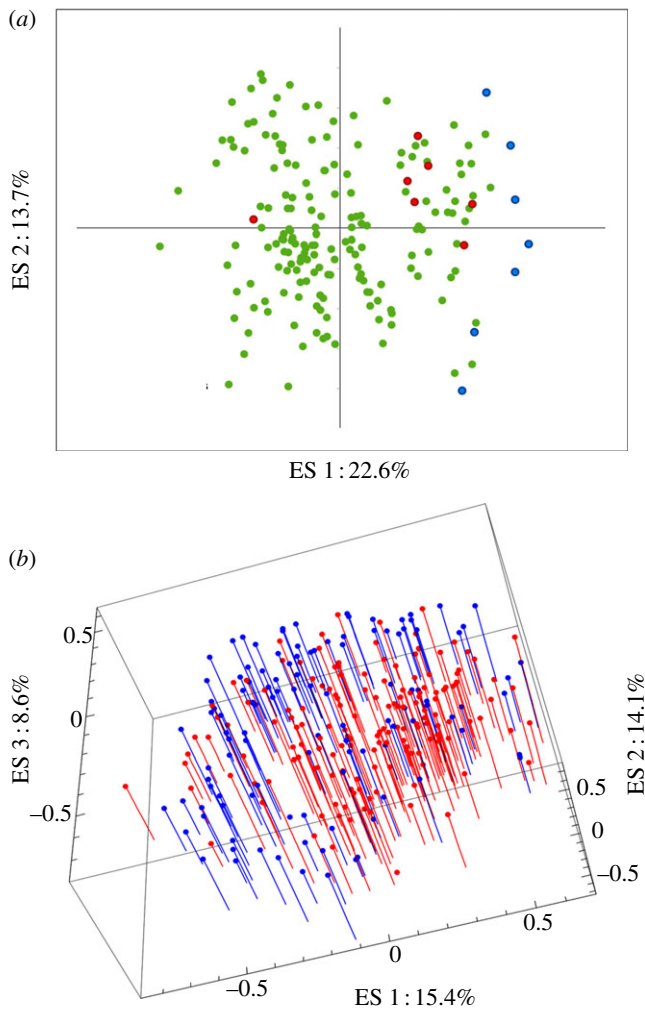 (a)
ES 2 : 13.7%
ES 1 : 22.6%
(b)
0.5
0
–0.5
ES 3 : 8.6%
ES 2 : 14.1%
0.5
0
–0.5
0.5
0
–0.5
ES 1 : 15.4%